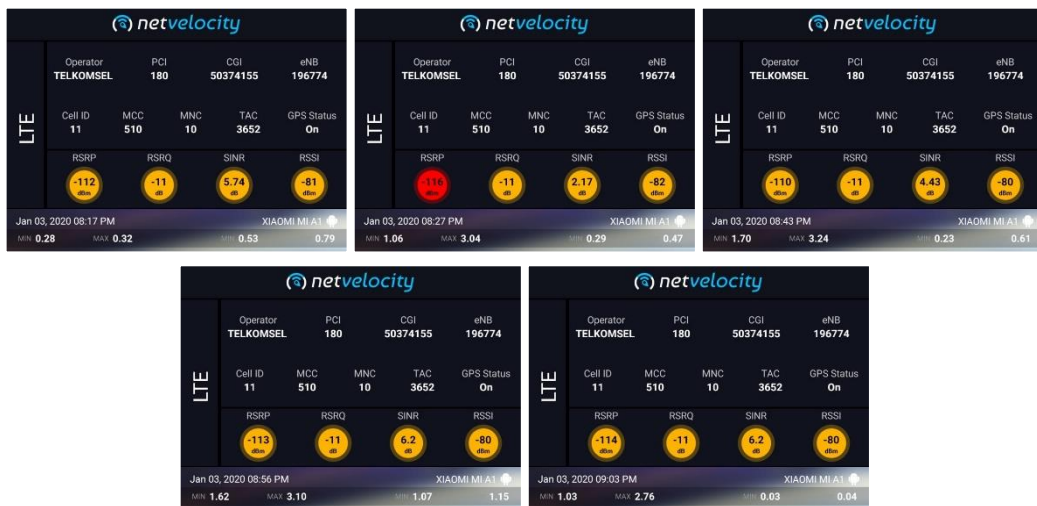 netvelocity
LTE
Operator PCI CGI eNB
TELKOMSEL 180 50374155 196774
Cell ID MCC MNC TAC GPS Status
11 510 10 3652 On
RSRP RSRQ SINR RSSI
-112 -11 5.74 -81
dBm dB dB dBm
Jan 03, 2020 08:17 PM XIAOMI MI A1
MIN 0.28 MAX 0.32 MIN 0.53 0.79
netvelocity
LTE
Operator PCI CGI eNB
TELKOMSEL 180 50374155 196774
Cell ID MCC MNC TAC GPS Status
11 510 10 3652 On
RSRP RSRQ SINR RSSI
-116 -11 2.17 -82
dBm dB dB dBm
Jan 03, 2020 08:27 PM XIAOMI MI A1
MIN 1.06 MAX 3.04 MIN 0.29 0.47
netvelocity
LTE
Operator PCI CGI eNB
TELKOMSEL 180 50374155 196774
Cell ID MCC MNC TAC GPS Status
11 510 10 3652 On
RSRP RSRQ SINR RSSI
-110 -11 4.43 -80
dBm dB dB dBm
Jan 03, 2020 08:43 PM XIAOMI MI A1
MIN 1.70 MAX 3.24 MIN 0.23 0.61
netvelocity
LTE
Operator PCI CGI eNB
TELKOMSEL 180 50374155 196774
Cell ID MCC MNC TAC GPS Status
11 510 10 3652 On
RSRP RSRQ SINR RSSI
-113 -11 6.2 -80
dBm dB dB dBm
Jan 03, 2020 08:56 PM XIAOMI MI A1
MIN 1.62 MAX 3.10 MIN 1.07 1.15
netvelocity
LTE
Operator PCI CGI eNB
TELKOMSEL 180 50374155 196774
Cell ID MCC MNC TAC GPS Status
11 510 10 3652 On
RSRP RSRQ SINR RSSI
-114 -11 6.2 -80
dBm dB dB dBm
Jan 03, 2020 09:03 PM XIAOMI MI A1
MIN 1.03 MAX 2.76 MIN 0.03 0.04